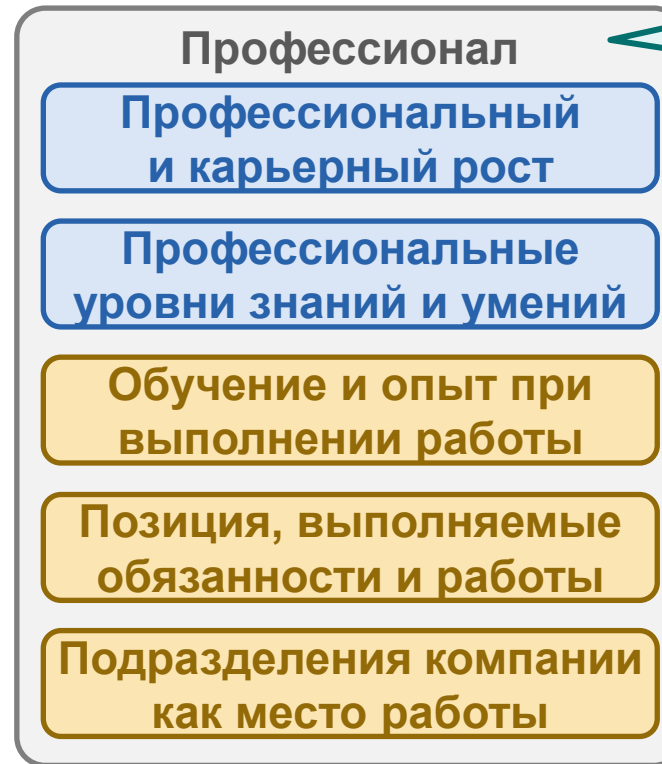 Профессионал
Профессиональный
и карьерный рост
Профессиональные
уровни знаний и умений
Обучение и опыт при
выполнении работы
Позиция, выполняемые
обязанности и работы
Подразделения компании
как место работы